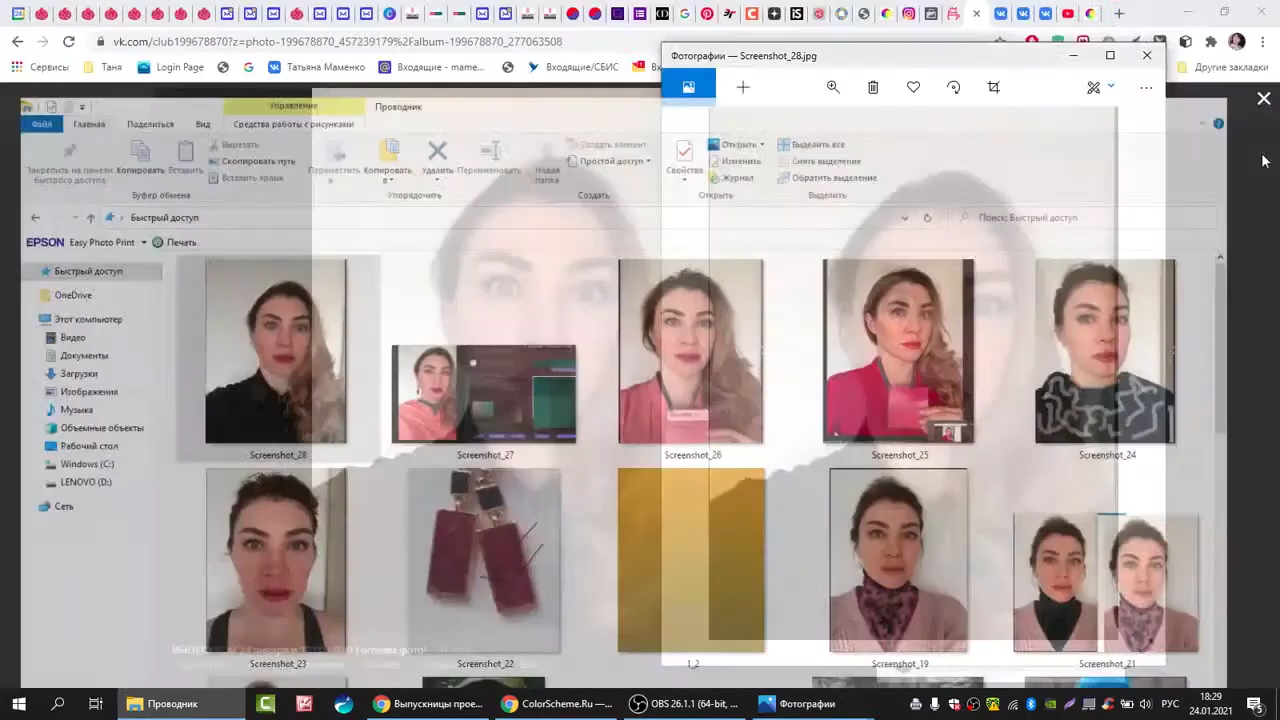 vk.com/club199678870?z=photo-199678870_457239179%2Falbum-199678870_277063508
Сервисы
Таня
Login Page
Татьяна Маменко
Входящие - mame...
Входящие/СБИС
Другие закладки
Фотографии — Screenshot_28.jpg
Управление
Проводник
Файл
Главная
Поделиться
Вид
Средства работы с рисунками
Закрепить на панели быстрого доступа
Копировать
Вставить
Вырезать
Скопировать путь
Вставить ярлык
Переместить в
Копировать в
Удалить
Переименовать
Новая папка
Создать элемент
Простой доступ
Свойства
Открыть
Изменить
Журнал
Выделить все
Снять выделение
Обратить выделение
Буфер обмена
Упорядочить
Создать
Открыть
Выделить
Быстрый доступ
Поиск: Быстрый доступ
EPSON Easy Photo Print
Печать
Быстрый доступ
OneDrive
Этот компьютер
Видео
Документы
Загрузки
Изображения
Музыка
Объемные объекты
Рабочий стол
Windows (C:)
LENOVO (D:)
Сеть
Screenshot_28
Screenshot_27
Screenshot_26
Screenshot_25
Screenshot_24
Screenshot_23
Screenshot_22
1_2
Screenshot_19
Screenshot_21
Проводник
Выпускницы прое...
ColorScheme.Ru —...
OBS 26.1.1 (64-bit, ...
Фотографии
РУС
18:29
24.01.2021